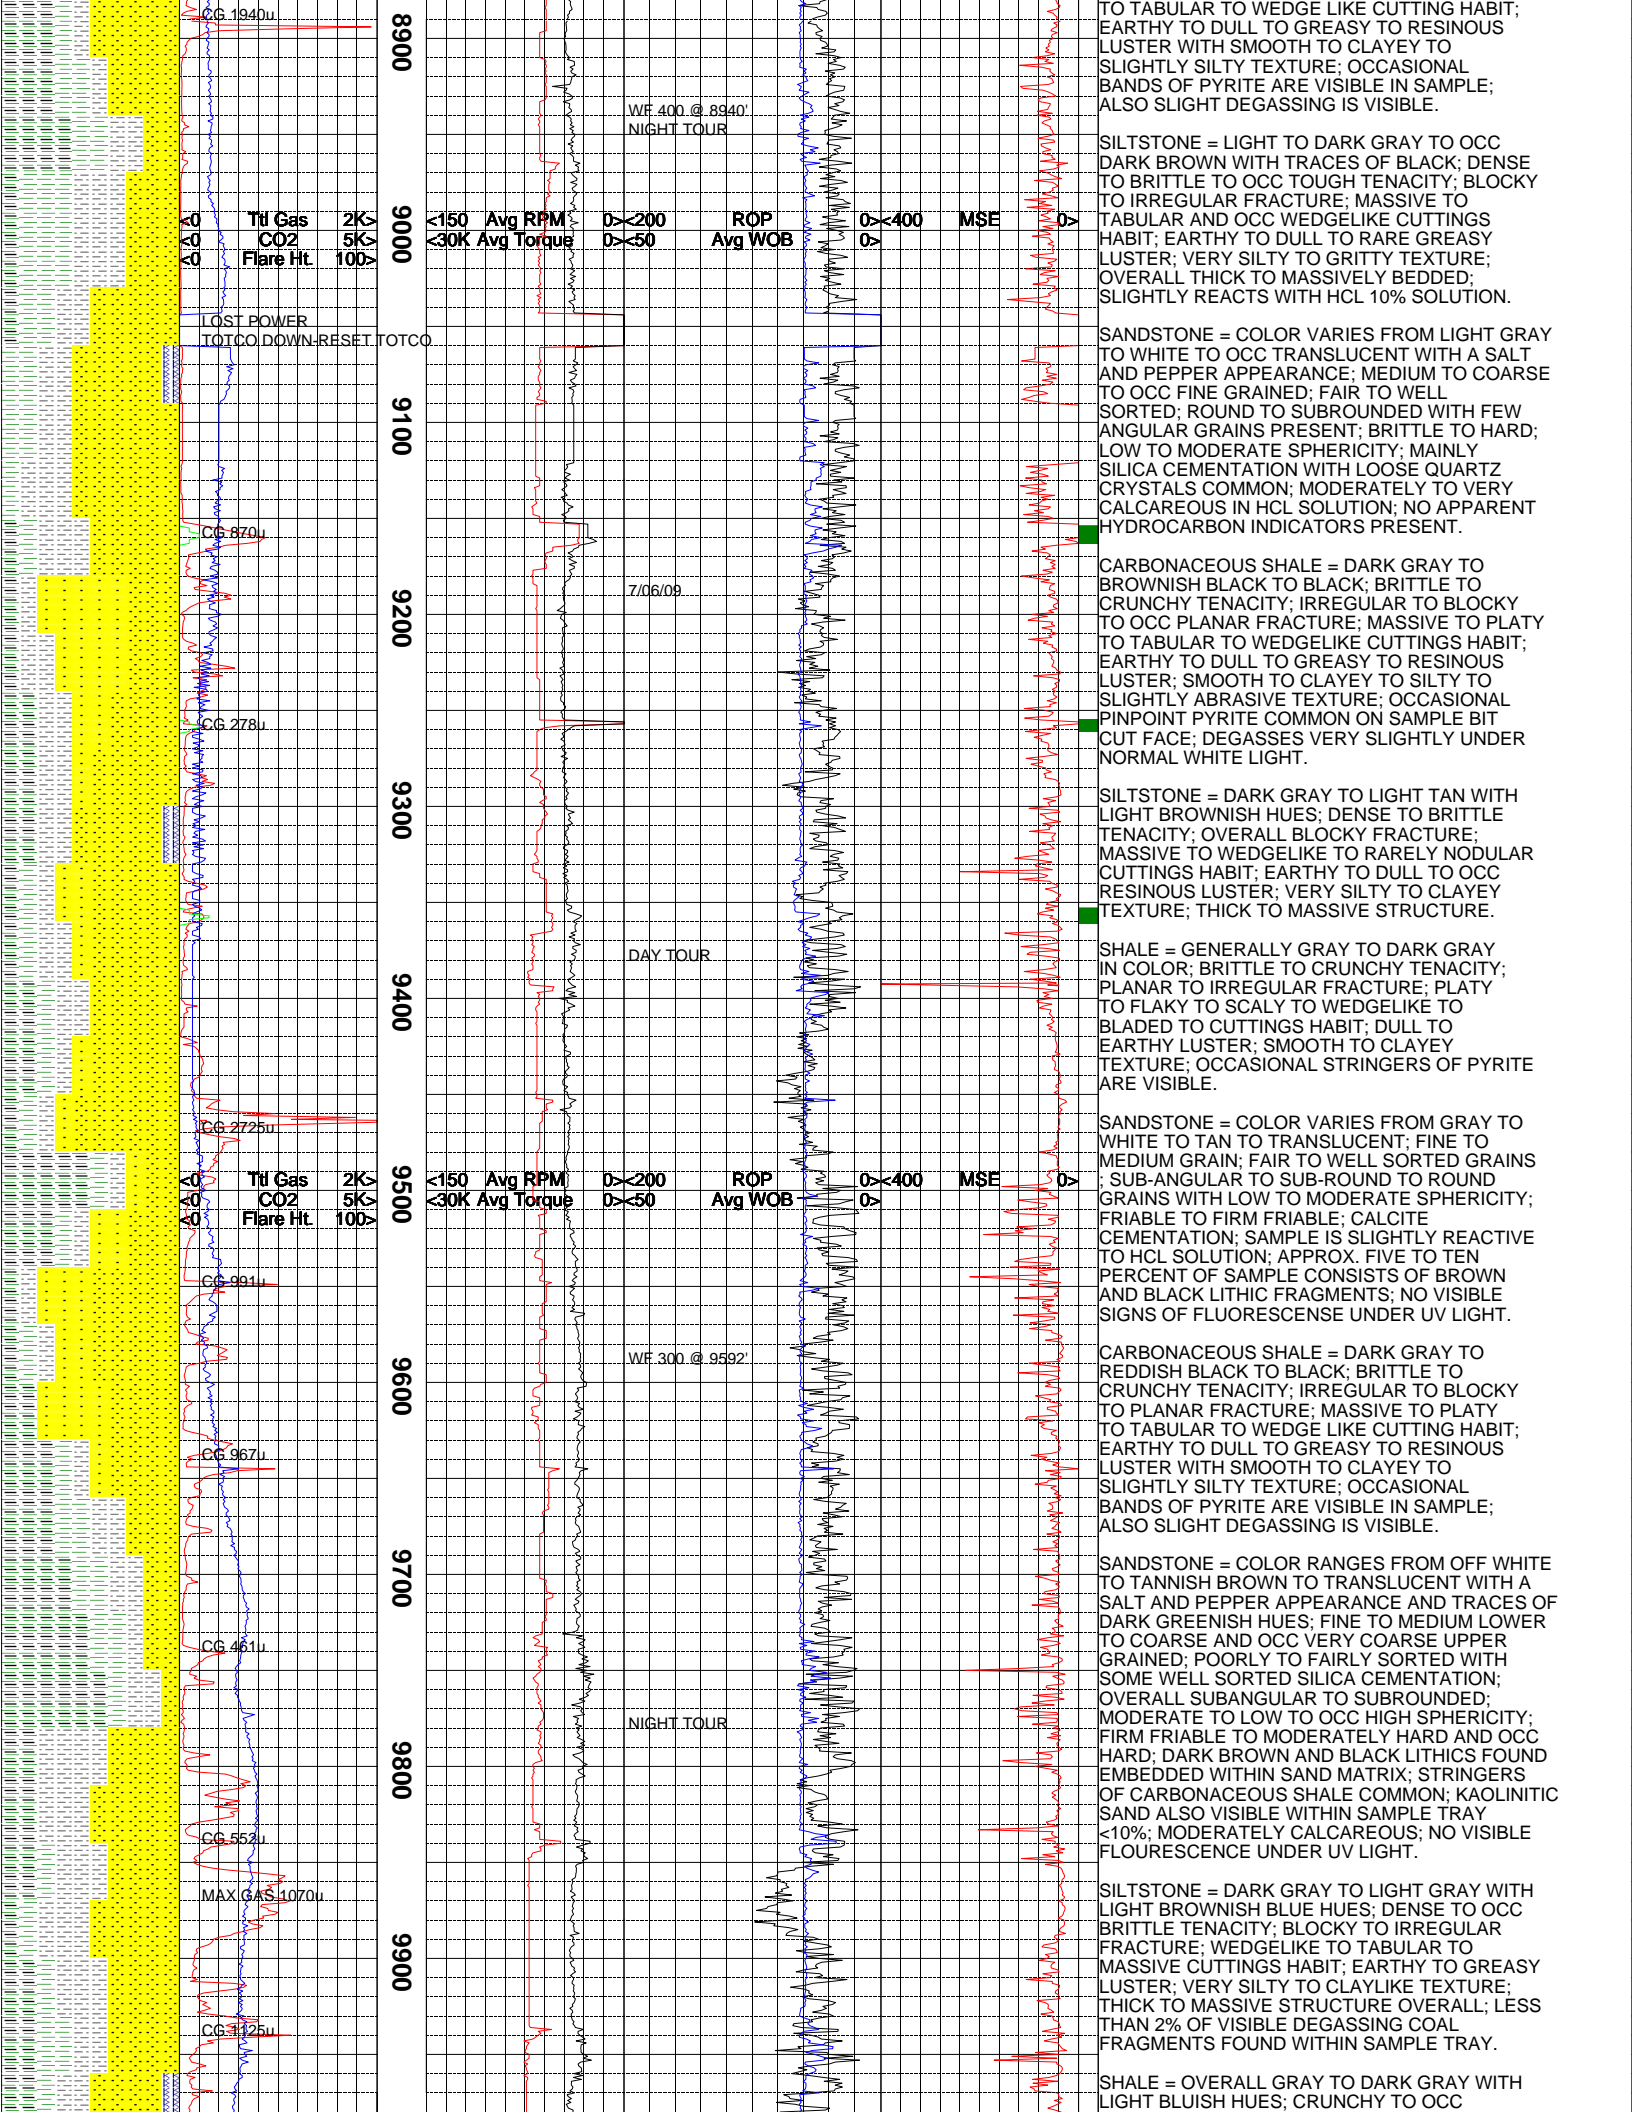 CG 1940u
8900
WF 400 @ 8940'
NIGHT TOUR
<0 Ttl Gas 2K> <150 Avg RPM 0><200 ROP 0><400 MSE 0>
<0 CO2 5K> <30K Avg Torque 0><50 Avg WOB 0>
<0 Flare Ht. 100>
9000
LOST POWER
TOTCO DOWN-RESET TOTCO
9100
CG 870u
7/06/09
9200
CG 278u
9300
DAY TOUR
9400
CG 2725u
<0 Ttl Gas 2K> <150 Avg RPM 0><200 ROP 0><400 MSE 0>
<0 CO2 5K> <30K Avg Torque 0><50 Avg WOB 0>
<0 Flare Ht. 100>
9500
CG 991u
WF 300 @ 9592'
9600
CG 967u
9700
CG 461u
NIGHT TOUR
9800
CG 552u
MAX GAS 1070u
9900
CG 1125u
TO TABULAR TO WEDGE LIKE CUTTING HABIT;
EARTHY TO DULL TO GREASY TO RESINOUS
LUSTER WITH SMOOTH TO CLAYEY TO
SLIGHTLY SILTY TEXTURE; OCCASIONAL
BANDS OF PYRITE ARE VISIBLE IN SAMPLE;
ALSO SLIGHT DEGASSING IS VISIBLE.
SILTSTONE = LIGHT TO DARK GRAY TO OCC
DARK BROWN WITH TRACES OF BLACK; DENSE
TO BRITTLE TO OCC TOUGH TENACITY; BLOCKY
TO IRREGULAR FRACTURE; MASSIVE TO
TABULAR AND OCC WEDGELIKE CUTTINGS
HABIT; EARTHY TO DULL TO RARE GREASY
LUSTER; VERY SILTY TO GRITTY TEXTURE;
OVERALL THICK TO MASSIVELY BEDDED;
SLIGHTLY REACTS WITH HCL 10% SOLUTION.
SANDSTONE = COLOR VARIES FROM LIGHT GRAY
TO WHITE TO OCC TRANSLUCENT WITH A SALT
AND PEPPER APPEARANCE; MEDIUM TO COARSE
TO OCC FINE GRAINED; FAIR TO WELL
SORTED; ROUND TO SUBROUNDED WITH FEW
ANGULAR GRAINS PRESENT; BRITTLE TO HARD;
LOW TO MODERATE SPHERICITY; MAINLY
SILICA CEMENTATION WITH LOOSE QUARTZ
CRYSTALS COMMON; MODERATELY TO VERY
CALCAREOUS IN HCL SOLUTION; NO APPARENT
HYDROCARBON INDICATORS PRESENT.
CARBONACEOUS SHALE = DARK GRAY TO
BROWNISH BLACK TO BLACK; BRITTLE TO
CRUNCHY TENACITY; IRREGULAR TO BLOCKY
TO OCC PLANAR FRACTURE; MASSIVE TO PLATY
TO TABULAR TO WEDGELIKE CUTTINGS HABIT;
EARTHY TO DULL TO GREASY TO RESINOUS
LUSTER; SMOOTH TO CLAYEY TO SILTY TO
SLIGHTLY ABRASIVE TEXTURE; OCCASIONAL
PINPOINT PYRITE COMMON ON SAMPLE BIT
CUT FACE; DEGASSES VERY SLIGHTLY UNDER
NORMAL WHITE LIGHT.
SILTSTONE = DARK GRAY TO LIGHT TAN WITH
LIGHT BROWNISH HUES; DENSE TO BRITTLE
TENACITY; OVERALL BLOCKY FRACTURE;
MASSIVE TO WEDGELIKE TO RARELY NODULAR
CUTTINGS HABIT; EARTHY TO DULL TO OCC
RESINOUS LUSTER; VERY SILTY TO CLAYEY
TEXTURE; THICK TO MASSIVE STRUCTURE.
SHALE = GENERALLY GRAY TO DARK GRAY
IN COLOR; BRITTLE TO CRUNCHY TENACITY;
PLANAR TO IRREGULAR FRACTURE; PLATY
TO FLAKY TO SCALY TO WEDGELIKE TO
BLADED TO CUTTINGS HABIT; DULL TO
EARTHY LUSTER; SMOOTH TO CLAYEY
TEXTURE; OCCASIONAL STRINGERS OF PYRITE
ARE VISIBLE.
SANDSTONE = COLOR VARIES FROM GRAY TO
WHITE TO TAN TO TRANSLUCENT; FINE TO
MEDIUM GRAIN; FAIR TO WELL SORTED GRAINS
; SUB-ANGULAR TO SUB-ROUND TO ROUND
GRAINS WITH LOW TO MODERATE SPHERICITY;
FRIABLE TO FIRM FRIABLE; CALCITE
CEMENTATION; SAMPLE IS SLIGHTLY REACTIVE
TO HCL SOLUTION; APPROX. FIVE TO TEN
PERCENT OF SAMPLE CONSISTS OF BROWN
AND BLACK LITHIC FRAGMENTS; NO VISIBLE
SIGNS OF FLUORESCENSE UNDER UV LIGHT.
CARBONACEOUS SHALE = DARK GRAY TO
REDDISH BLACK TO BLACK; BRITTLE TO
CRUNCHY TENACITY; IRREGULAR TO BLOCKY
TO PLANAR FRACTURE; MASSIVE TO PLATY
TO TABULAR TO WEDGE LIKE CUTTING HABIT;
EARTHY TO DULL TO GREASY TO RESINOUS
LUSTER WITH SMOOTH TO CLAYEY TO
SLIGHTLY SILTY TEXTURE; OCCASIONAL
BANDS OF PYRITE ARE VISIBLE IN SAMPLE;
ALSO SLIGHT DEGASSING IS VISIBLE.
SANDSTONE = COLOR RANGES FROM OFF WHITE
TO TANNISH BROWN TO TRANSLUCENT WITH A
SALT AND PEPPER APPEARANCE AND TRACES OF
DARK GREENISH HUES; FINE TO MEDIUM LOWER
TO COARSE AND OCC VERY COARSE UPPER
GRAINED; POORLY TO FAIRLY SORTED WITH
SOME WELL SORTED SILICA CEMENTATION;
OVERALL SUBANGULAR TO SUBROUNDED;
MODERATE TO LOW TO OCC HIGH SPHERICITY;
FIRM FRIABLE TO MODERATELY HARD AND OCC
HARD; DARK BROWN AND BLACK LITHICS FOUND
EMBEDDED WITHIN SAND MATRIX; STRINGERS
OF CARBONACEOUS SHALE COMMON; KAOLINITIC
SAND ALSO VISIBLE WITHIN SAMPLE TRAY
<10%; MODERATELY CALCAREOUS; NO VISIBLE
FLOURESCENCE UNDER UV LIGHT.
SILTSTONE = DARK GRAY TO LIGHT GRAY WITH
LIGHT BROWNISH BLUE HUES; DENSE TO OCC
BRITTLE TENACITY; BLOCKY TO IRREGULAR
FRACTURE; WEDGELIKE TO TABULAR TO
MASSIVE CUTTINGS HABIT; EARTHY TO GREASY
LUSTER; VERY SILTY TO CLAYLIKE TEXTURE;
THICK TO MASSIVE STRUCTURE OVERALL; LESS
THAN 2% OF VISIBLE DEGASSING COAL
FRAGMENTS FOUND WITHIN SAMPLE TRAY.
SHALE = OVERALL GRAY TO DARK GRAY WITH
LIGHT BLUISH HUES; CRUNCHY TO OCC